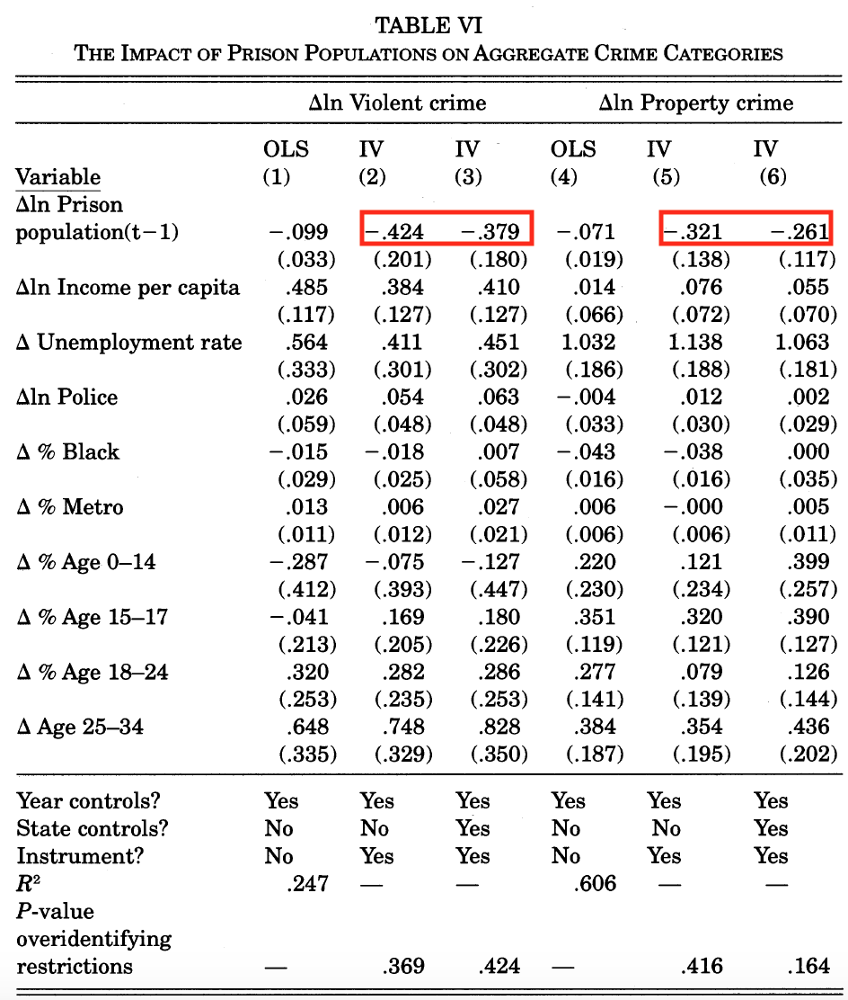 TABLE VI
THE IMPACT OF PRISON POPULATIONS ON AGGREGATE CRIME CATEGORIES
Δln Violent crime Δln Property crime
OLS IV IV OLS IV IV
Variable (1) (2) (3) (4) (5) (6)
Δln Prison
population(t−1) −.099 −.424 −.379 −.071 −.321 −.261
(.033) (.201) (.180) (.019) (.138) (.117)
Δln Income per capita .485 .384 .410 .014 .076 .055
(.117) (.127) (.127) (.066) (.072) (.070)
Δ Unemployment rate .564 .411 .451 1.032 1.138 1.063
(.333) (.301) (.302) (.186) (.188) (.181)
Δln Police .026 .054 .063 −.004 .012 .002
(.059) (.048) (.048) (.033) (.030) (.029)
Δ % Black −.015 −.018 .007 −.043 −.038 .000
(.029) (.025) (.058) (.016) (.016) (.035)
Δ % Metro .013 .006 .027 .006 −.000 .005
(.011) (.012) (.021) (.006) (.006) (.011)
Δ % Age 0–14 −.287 −.075 −.127 .220 .121 .399
(.412) (.393) (.447) (.230) (.234) (.257)
Δ % Age 15–17 −.041 .169 .180 .351 .320 .390
(.213) (.205) (.226) (.119) (.121) (.127)
Δ % Age 18–24 .320 .282 .286 .277 .079 .126
(.253) (.235) (.253) (.141) (.139) (.144)
Δ Age 25–34 .648 .748 .828 .384 .354 .436
(.335) (.329) (.350) (.187) (.195) (.202)
Year controls? Yes Yes Yes Yes Yes Yes
State controls? No No Yes No No Yes
Instrument? No Yes Yes No Yes Yes
R² .247 — — .606 — —
P-value
overidentifying
restrictions — .369 .424 — .416 .164